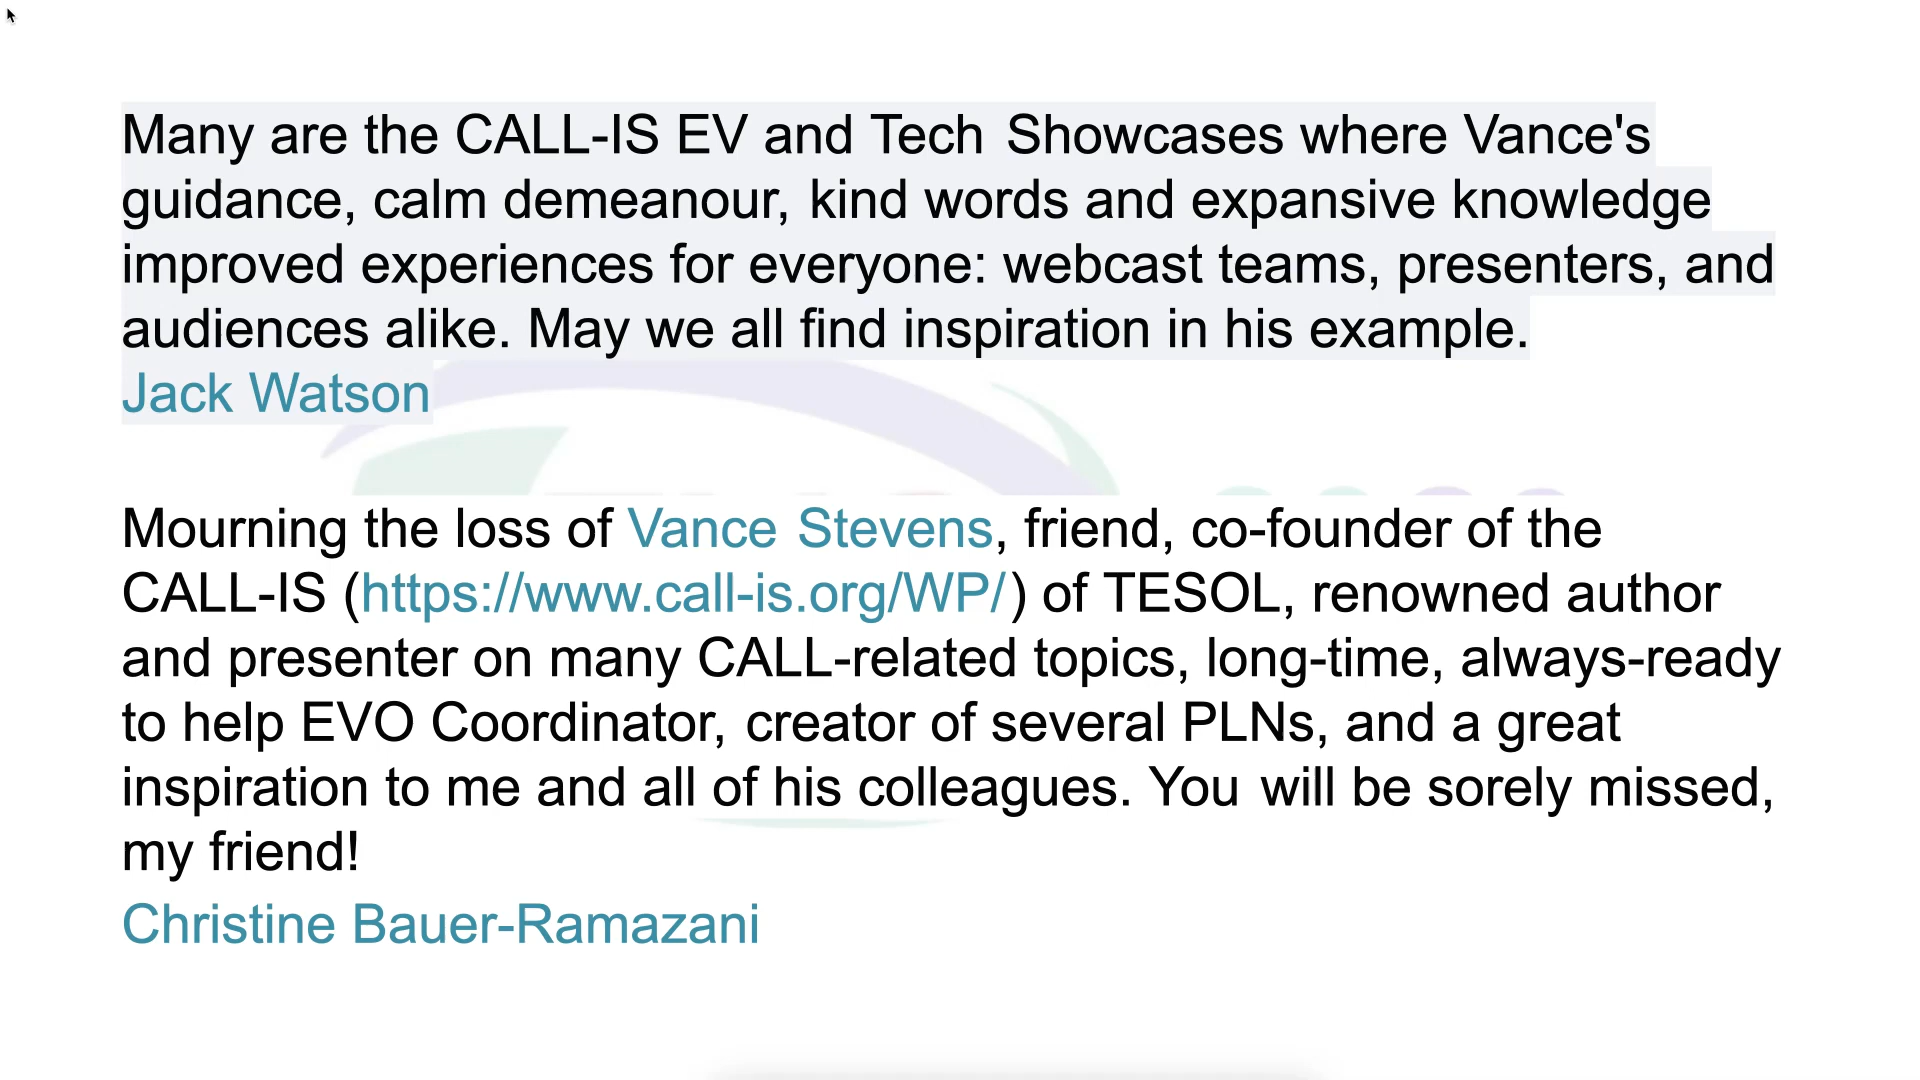 Many are the CALL-IS EV and Tech Showcases where Vance's
guidance, calm demeanour, kind words and expansive knowledge
improved experiences for everyone: webcast teams, presenters, and
audiences alike. May we all find inspiration in his example.
Jack Watson
Mourning the loss of Vance Stevens, friend, co-founder of the
CALL-IS (https://www.call-is.org/WP/) of TESOL, renowned author
and presenter on many CALL-related topics, long-time, always-ready
to help EVO Coordinator, creator of several PLNs, and a great
inspiration to me and all of his colleagues. You will be sorely missed,
my friend!
Christine Bauer-Ramazani